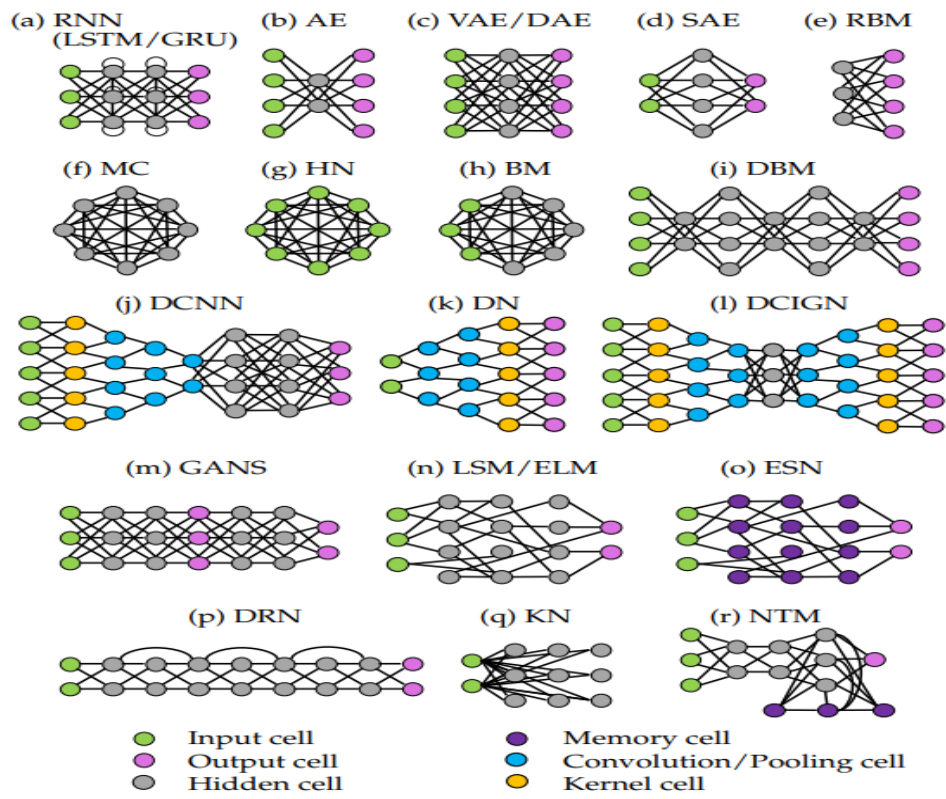 (a) RNN (b) AE (c) VAE/DAE (d) SAE (e) RBM
(LSTM/GRU)
(f) MC (g) HN (h) BM (i) DBM
(j) DCNN (k) DN (l) DCIGN
(m) GANS (n) LSM/ELM (o) ESN
(p) DRN (q) KN (r) NTM
Input cell Memory cell
Output cell Convolution/Pooling cell
Hidden cell Kernel cell